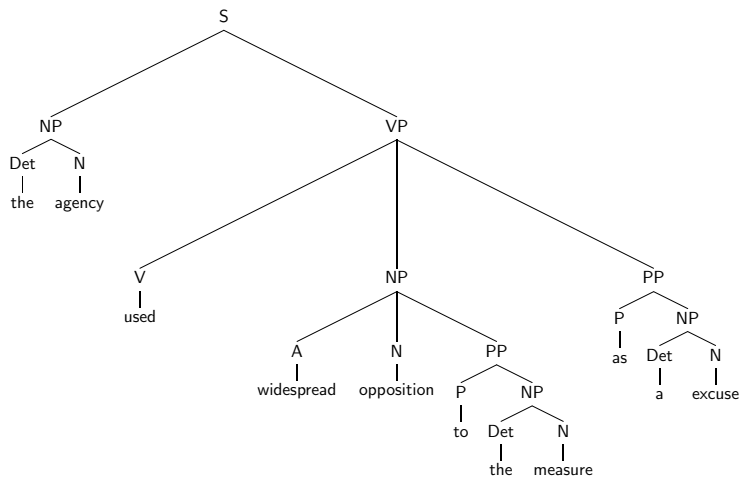 S
NP VP
Det N
the agency
V NP PP
used
P NP
as
A N PP
widespread opposition
Det N
a excuse
P NP
to
Det N
the measure